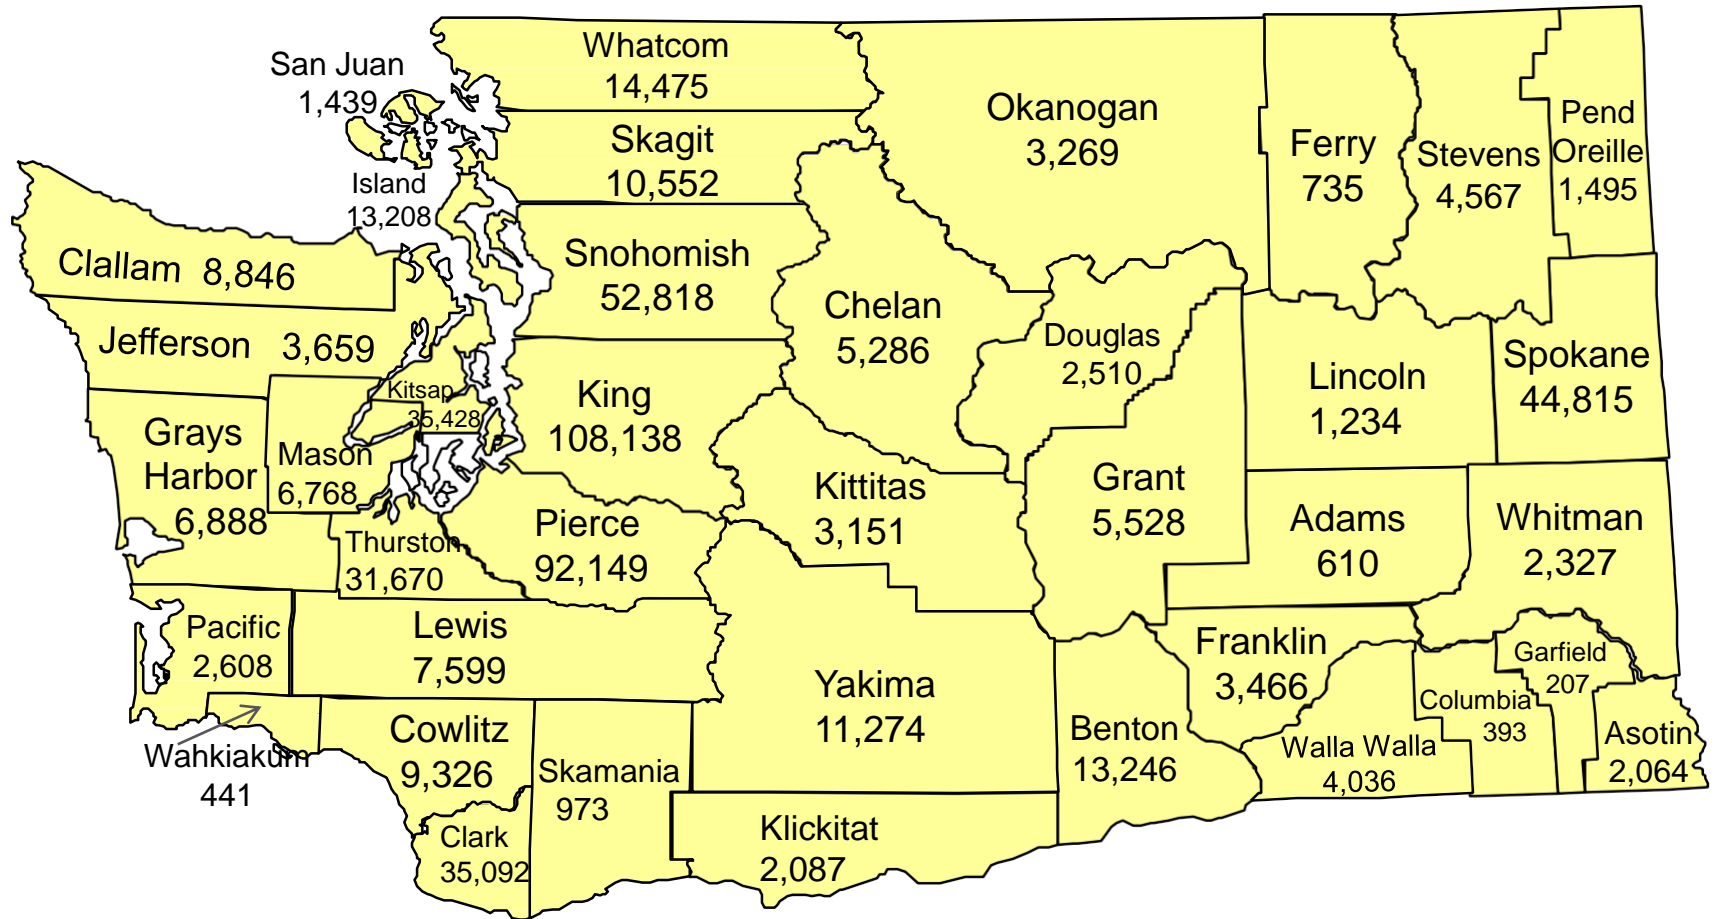 Whatcom
14,475
San Juan
1,439
Okanogan
3,269
Pend
Oreille
1,495
Ferry
735
Stevens
4,567
Skagit
10,552
Island
13,208
Clallam 8,846
Snohomish
52,818
Chelan
5,286
Jefferson 3,659
Douglas
2,510
Lincoln
1,234
Spokane
44,815
Kitsap
35,428
King
108,138
Grays
Harbor
6,888
Mason
6,768
Kittitas
3,151
Grant
5,528
Adams
610
Whitman
2,327
Thurston
31,670
Pierce
92,149
Pacific
2,608
Lewis
7,599
Yakima
11,274
Franklin
3,466
Garfield
207
Columbia
393
Asotin
2,064
Benton
13,246
Walla Walla
4,036
Wahkiakum
441
Cowlitz
9,326
Skamania
973
Clark
35,092
Klickitat
2,087